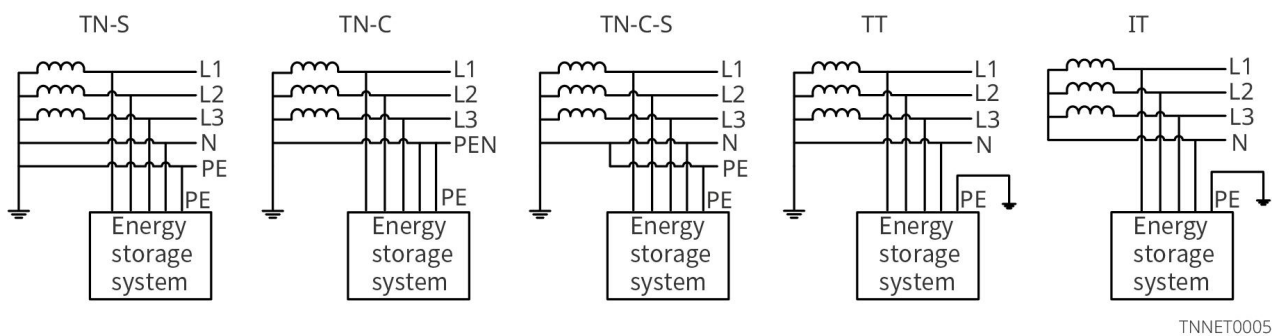 TN-S
TN-C
TN-C-S
TT
IT
L1
L2
L3
N
PE
PE
Energy
storage
system
L1
L2
L3
PEN
PE
Energy
storage
system
L1
L2
L3
N
PE
PE
Energy
storage
system
L1
L2
L3
N
PE
Energy
storage
system
L1
L2
L3
N
PE
Energy
storage
system
TNNET0005